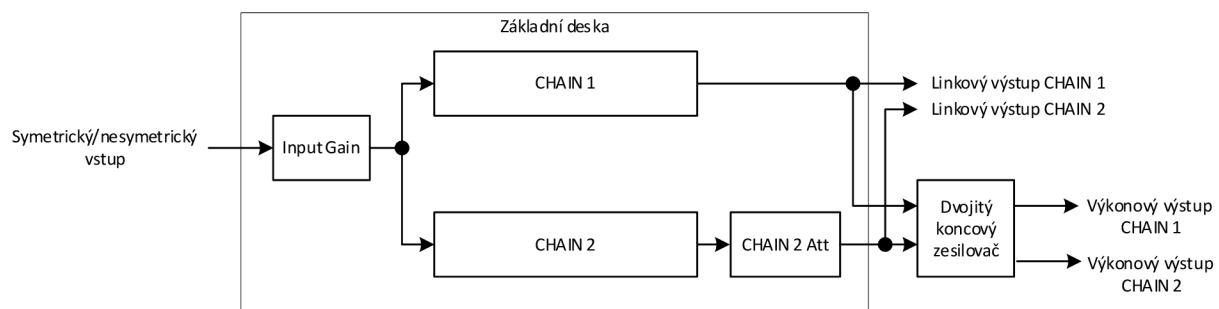 Základní deska
CHAIN 1
Linkový výstup CHAIN 1
Linkový výstup CHAIN 2
Symetrický/nesymetrický
vstup
Input Gain
CHAIN 2
CHAIN 2 Att
Dvojitý
koncový
zesilovač
Výkonový výstup
CHAIN 1
Výkonový výstup
CHAIN 2